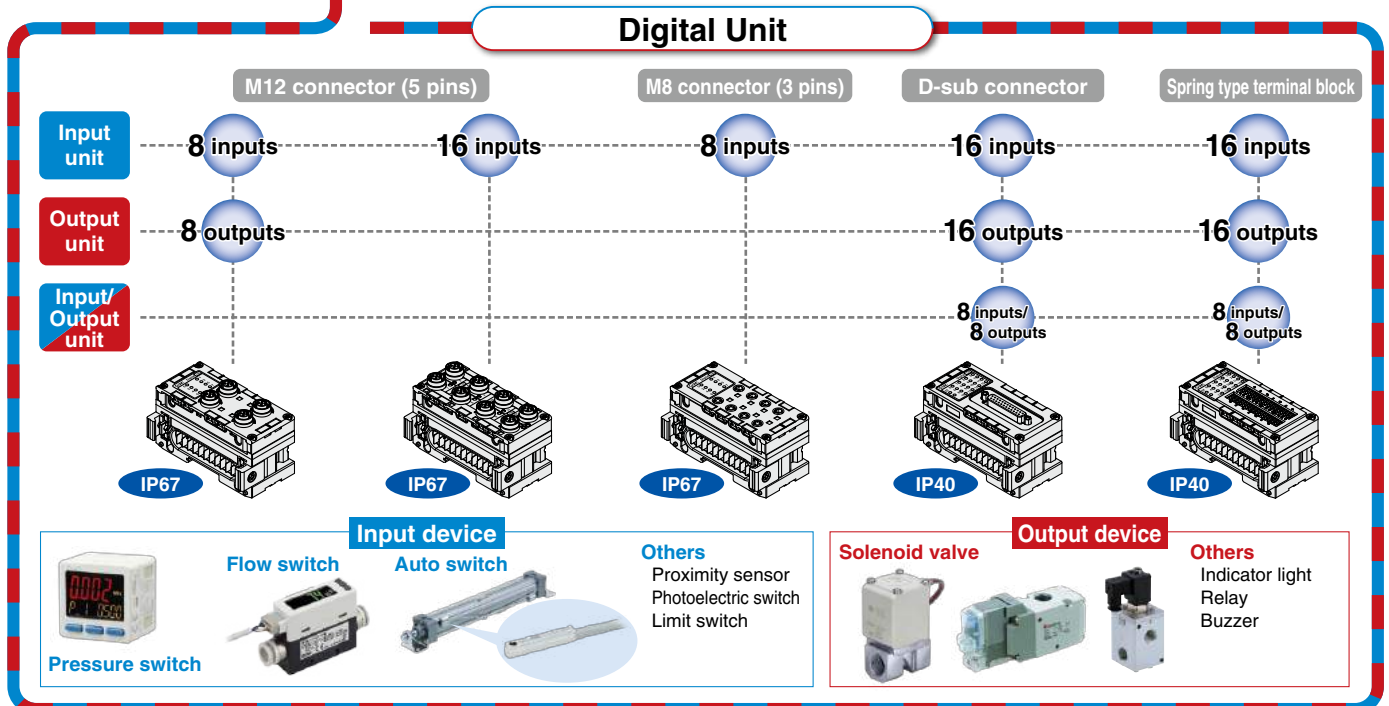 Digital Unit
M12 connector (5 pins)
M8 connector (3 pins)
D-sub connector
Spring type terminal block
Input
unit
8 inputs
16 inputs
8 inputs
16 inputs
16 inputs
Output
unit
8 outputs
16 outputs
16 outputs
Input/
Output
unit
8 inputs/
8 outputs
8 inputs/
8 outputs
IP67
IP67
IP67
IP40
IP40
Input device
Pressure switch
Flow switch
Auto switch
Others
Proximity sensor
Photoelectric switch
Limit switch
Output device
Solenoid valve
Others
Indicator light
Relay
Buzzer